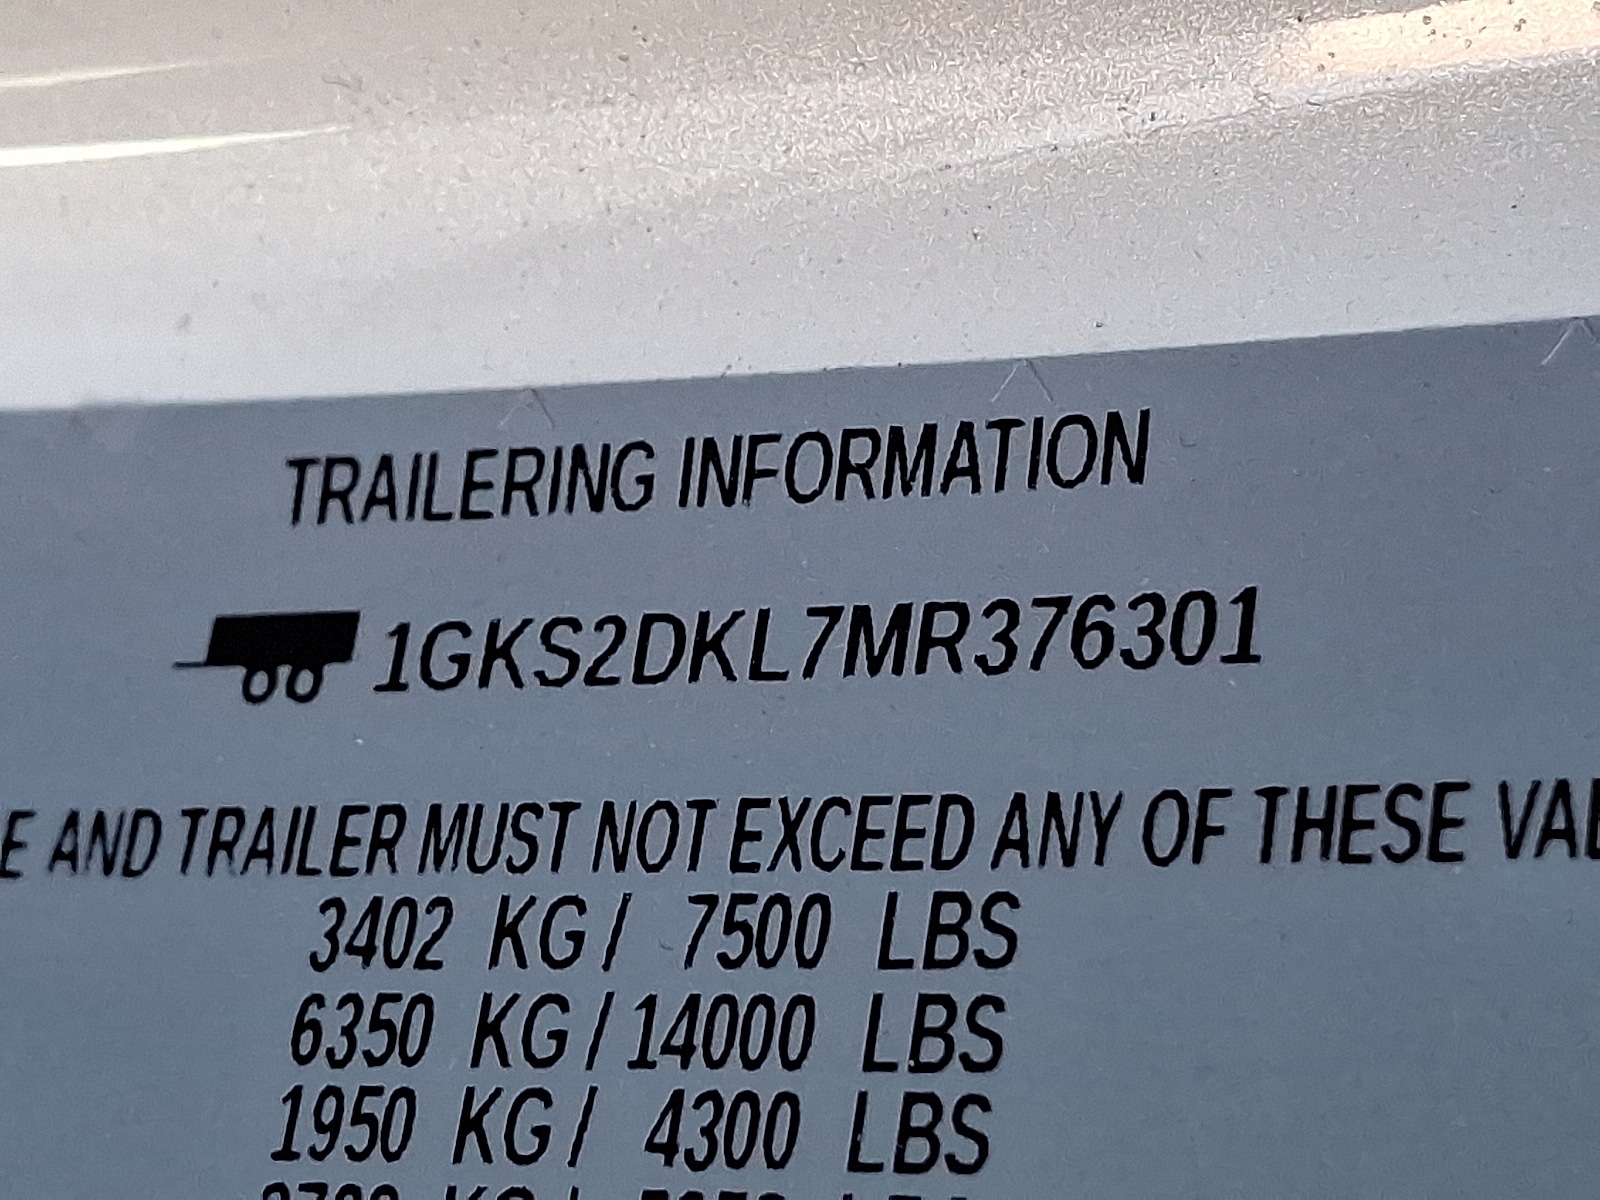 TRAILERING INFORMATION
1GKS2DKL7MR376301
E AND TRAILER MUST NOT EXCEED ANY OF THESE VAL
3402 KG / 7500 LBS
6350 KG / 14000 LBS
1950 KG / 4300 LBS